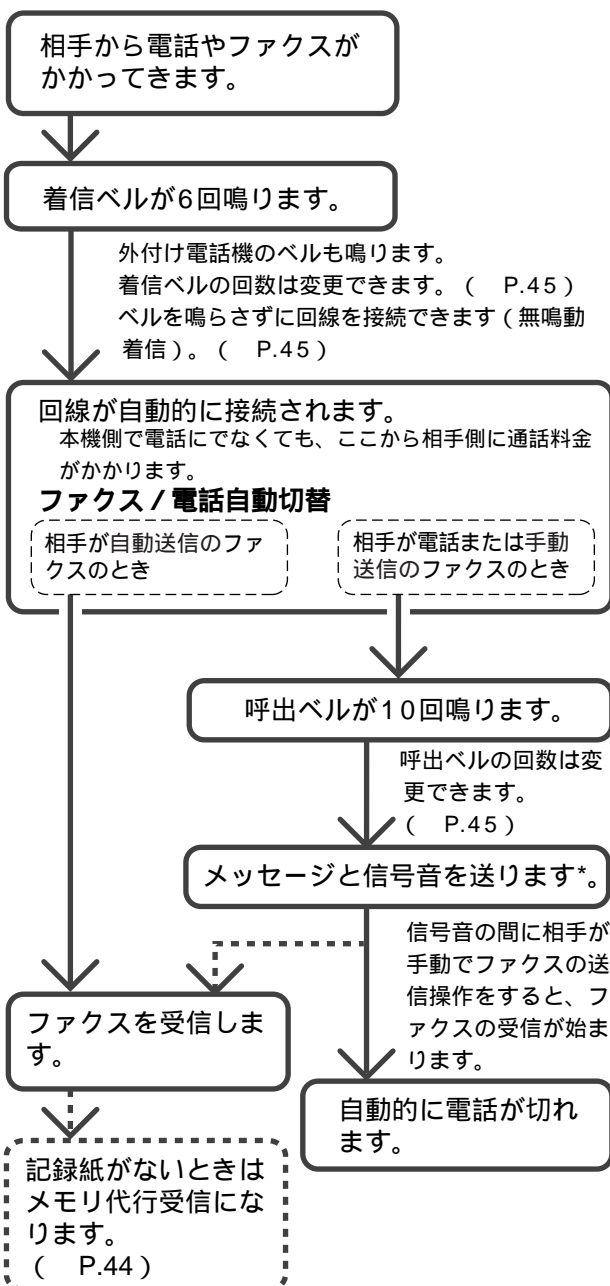 相手から電話やファクスが
かかってきます。
着信ベルが6回鳴ります。
外付け電話機のベルも鳴ります。
着信ベルの回数は変更できます。（　P.45）
ベルを鳴らさずに回線を接続できます（無鳴動
着信）。（　P.45）
回線が自動的に接続されます。
本機側で電話にでなくても、ここから相手側に通話料金
がかかります。
ファクス / 電話自動切替
相手が自動送信のファ
クスのとき
相手が電話または手動
送信のファクスのとき
呼出ベルが10回鳴ります。
呼出ベルの回数は変
更できます。
（　P.45）
メッセージと信号音を送ります*。
信号音の間に相手が
手動でファクスの送
信操作をすると、フ
ァクスの受信が始ま
ります。
ファクスを受信しま
す。
自動的に電話が切れ
ます。
記録紙がないときは
メモリ代行受信にな
ります。
（　P.44）